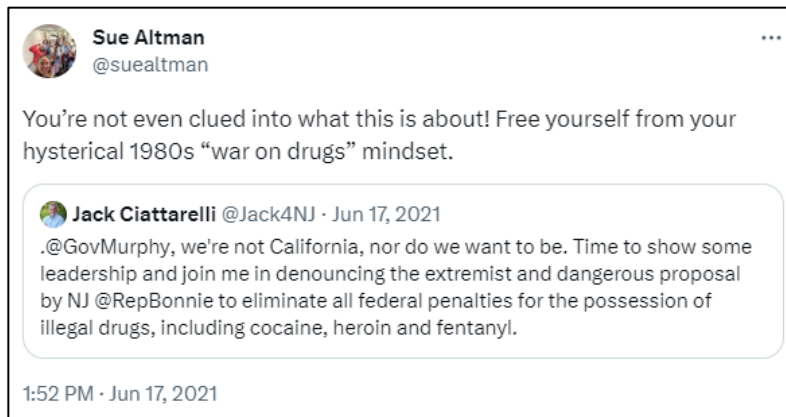 Sue Altman
@suealtman
You’re not even clued into what this is about! Free yourself from your
hysterical 1980s “war on drugs” mindset.
Jack Ciattarelli @Jack4NJ · Jun 17, 2021
.@GovMurphy, we're not California, nor do we want to be. Time to show some
leadership and join me in denouncing the extremist and dangerous proposal
by NJ @RepBonnie to eliminate all federal penalties for the possession of
illegal drugs, including cocaine, heroin and fentanyl.
1:52 PM · Jun 17, 2021